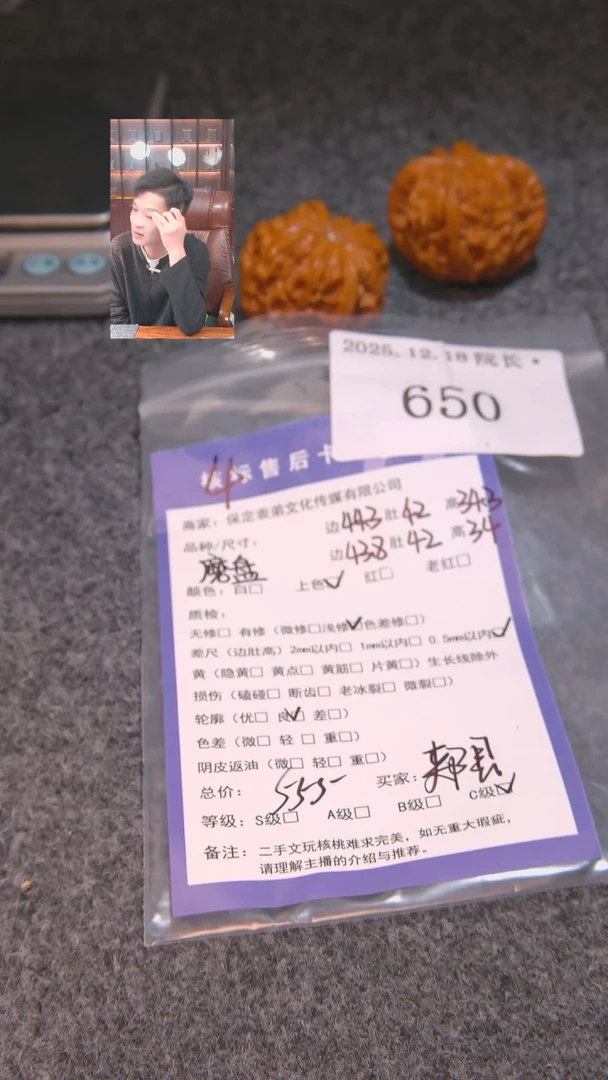 2025.12.18院长·
650
标售后卡
4
商家：保定表弟文化传媒有限公司
品种/尺寸：
边443肚42高343
磨盘
边438肚42高34
颜色：白□ 上色☑ 红□ 老红□
质检：
无修□ 有修（微修□浅修☑色差修□）
差尺（边肚高）2mm以内□ 1mm以内□ 0.5mm以内☑
黄（隐黄□ 黄点□ 黄筋□ 片黄□）生长线除外
损伤（磕碰□ 断齿□ 老冰裂□ 微裂□）
轮廓（优□ 良☑ 差□）
色差（微□ 轻□ 重□）
阴皮返油（微□ 轻□ 重□）
总价：555- 买家：
等级：S级□ A级□ B级□ C级☑
备注：二手文玩核桃难求完美，如无重大瑕疵，
请理解主播的介绍与推荐。